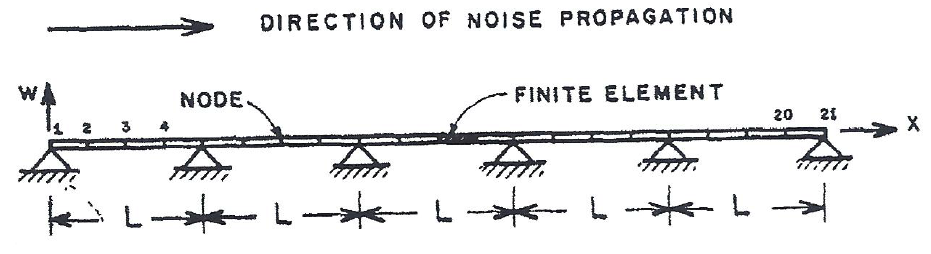 DIRECTION OF NOISE PROPAGATION
W NODE FINITE ELEMENT
1 2 3 4 20 21 X
L L L L L